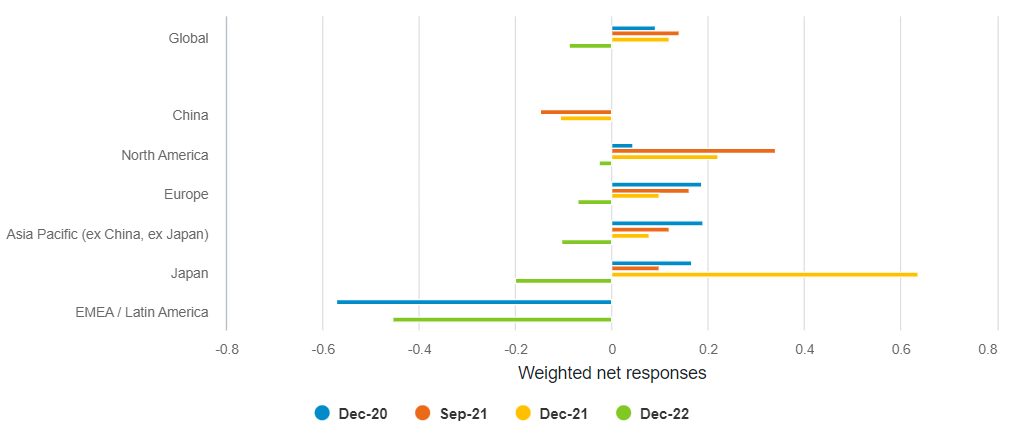 Global
China
North America
Europe
Asia Pacific (ex China, ex Japan)
Japan
EMEA / Latin America
-0.8 -0.6 -0.4 -0.2 0 0.2 0.4 0.6 0.8
Weighted net responses
Dec-20 Sep-21 Dec-21 Dec-22